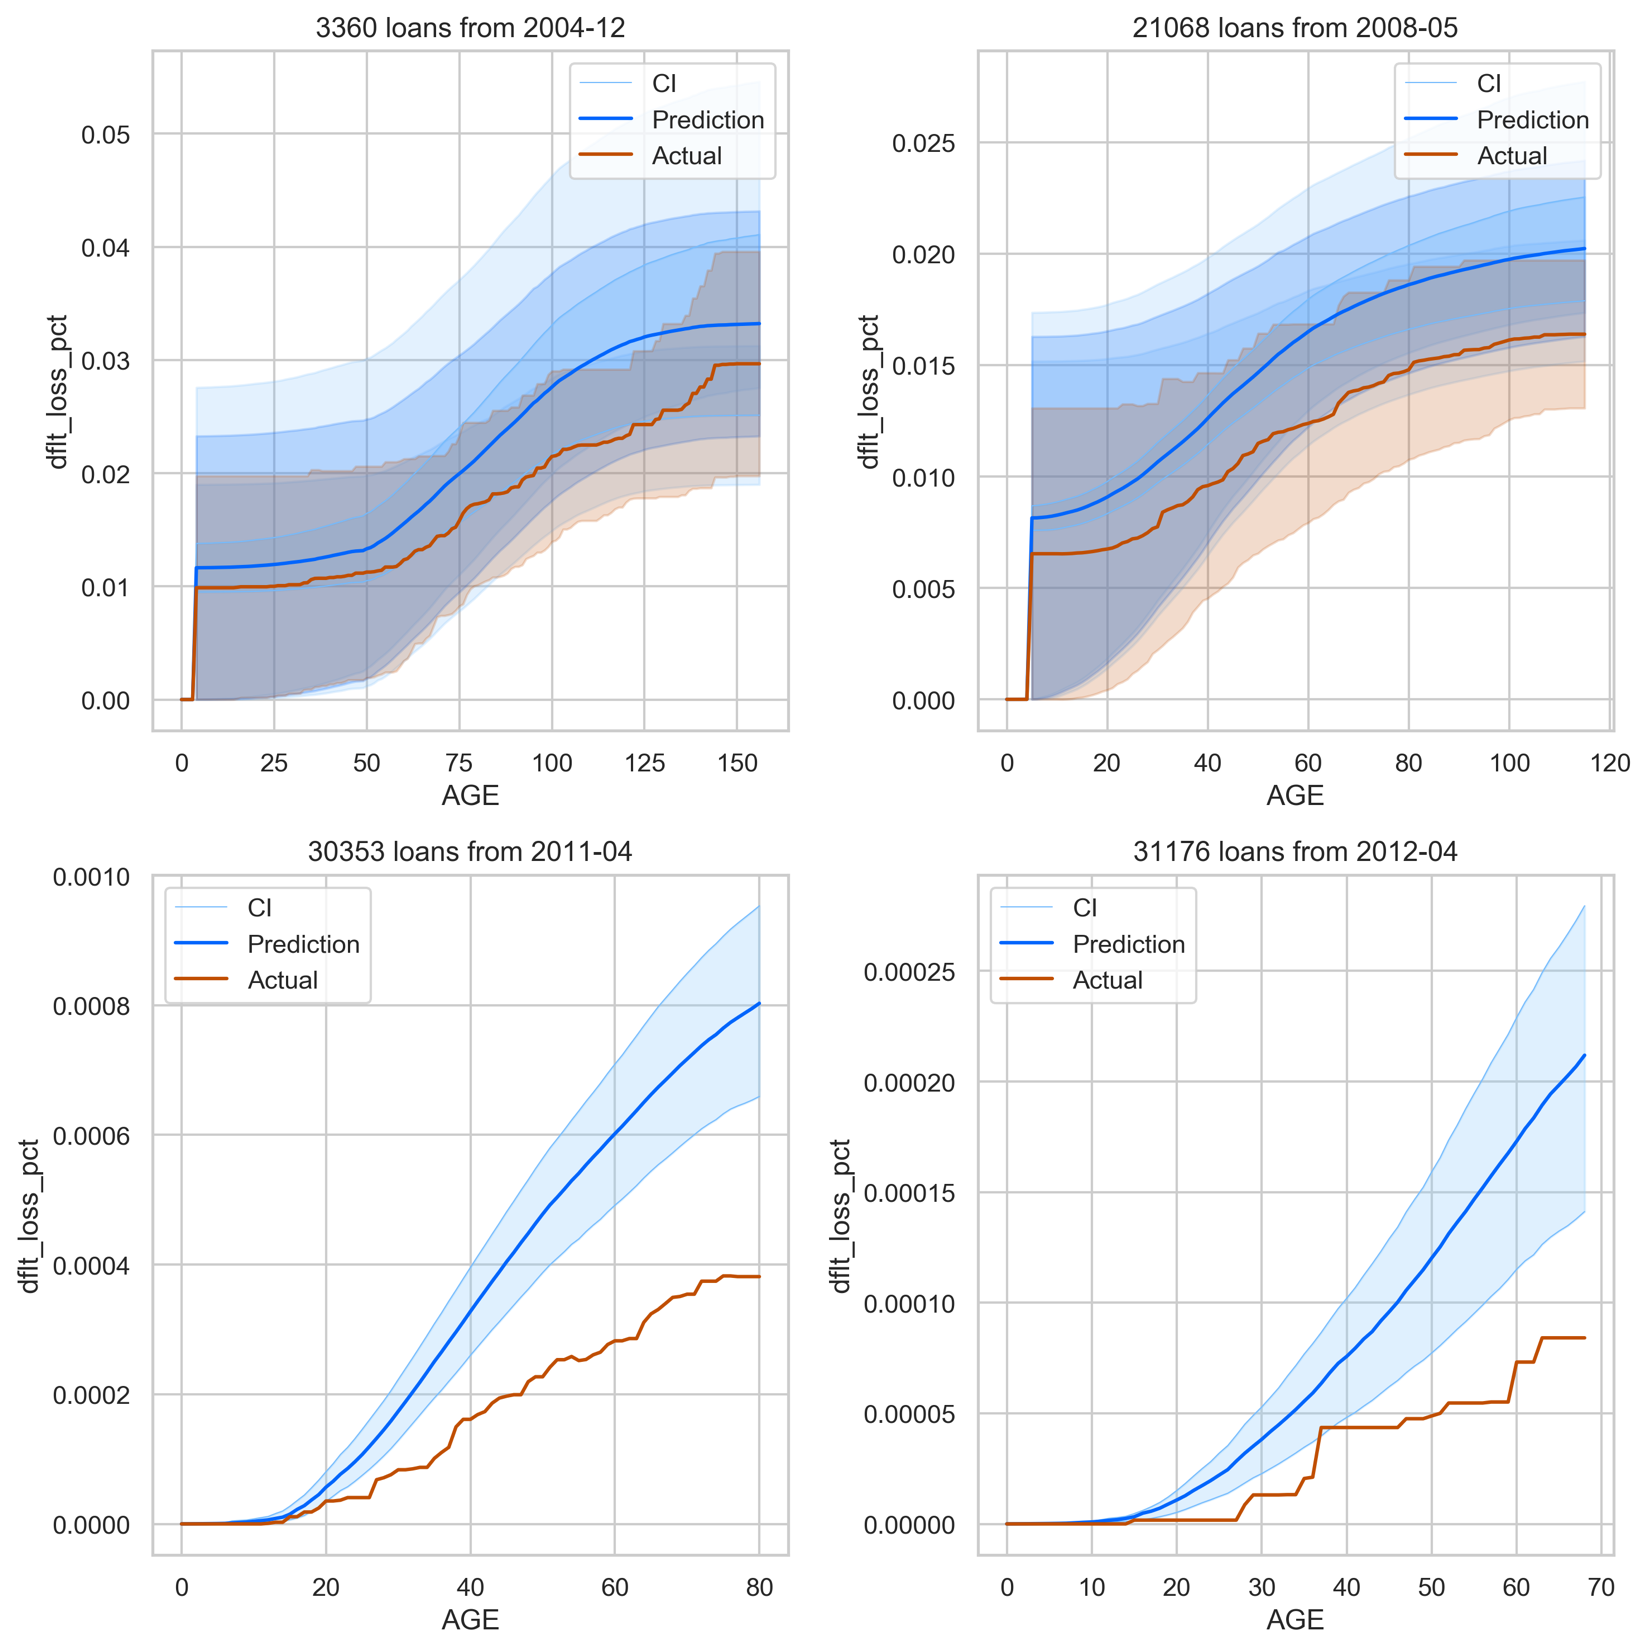 3360 loans from 2004-12
CI
Prediction
Actual
dflt_loss_pct
0.05
0.04
0.03
0.02
0.01
0.00
0 25 50 75 100 125 150
AGE
21068 loans from 2008-05
CI
Prediction
Actual
dflt_loss_pct
0.025
0.020
0.015
0.010
0.005
0.000
0 20 40 60 80 100 120
AGE
30353 loans from 2011-04
CI
Prediction
Actual
dflt_loss_pct
0.0010
0.0008
0.0006
0.0004
0.0002
0.0000
0 20 40 60 80
AGE
31176 loans from 2012-04
CI
Prediction
Actual
dflt_loss_pct
0.00025
0.00020
0.00015
0.00010
0.00005
0.00000
0 10 20 30 40 50 60 70
AGE